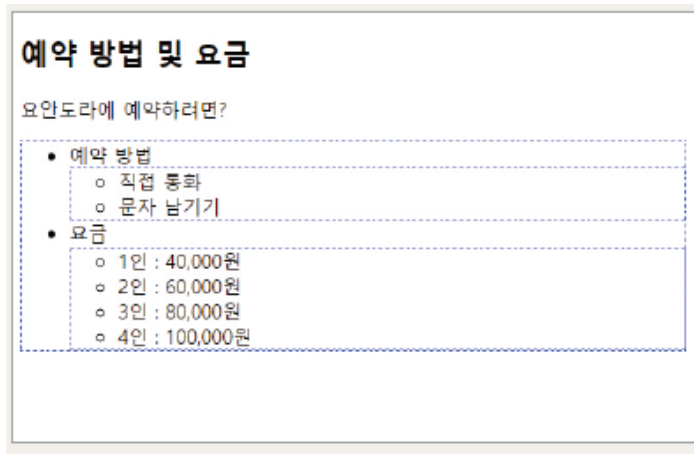 예약 방법 및 요금
요안도라에 예약하려면?
• 예약 방법
○ 직접 통화
○ 문자 남기기
• 요금
○ 1인 : 40,000원
○ 2인 : 60,000원
○ 3인 : 80,000원
○ 4인 : 100,000원